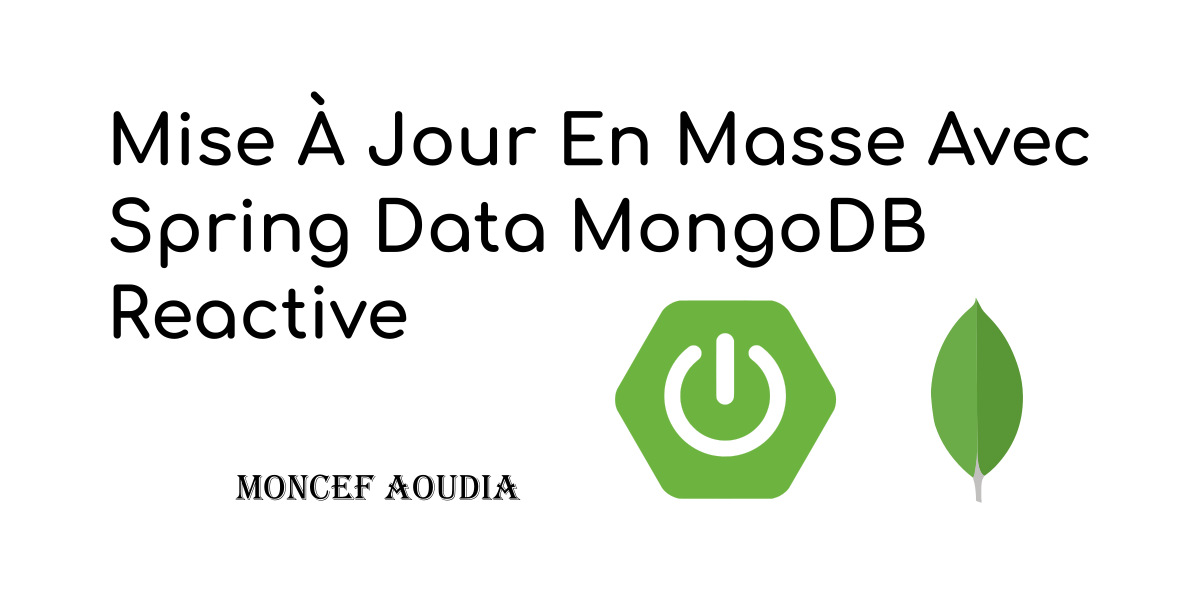 Mise À Jour En Masse Avec
Spring Data MongoDB
Reactive
MONCEF AOUDIA